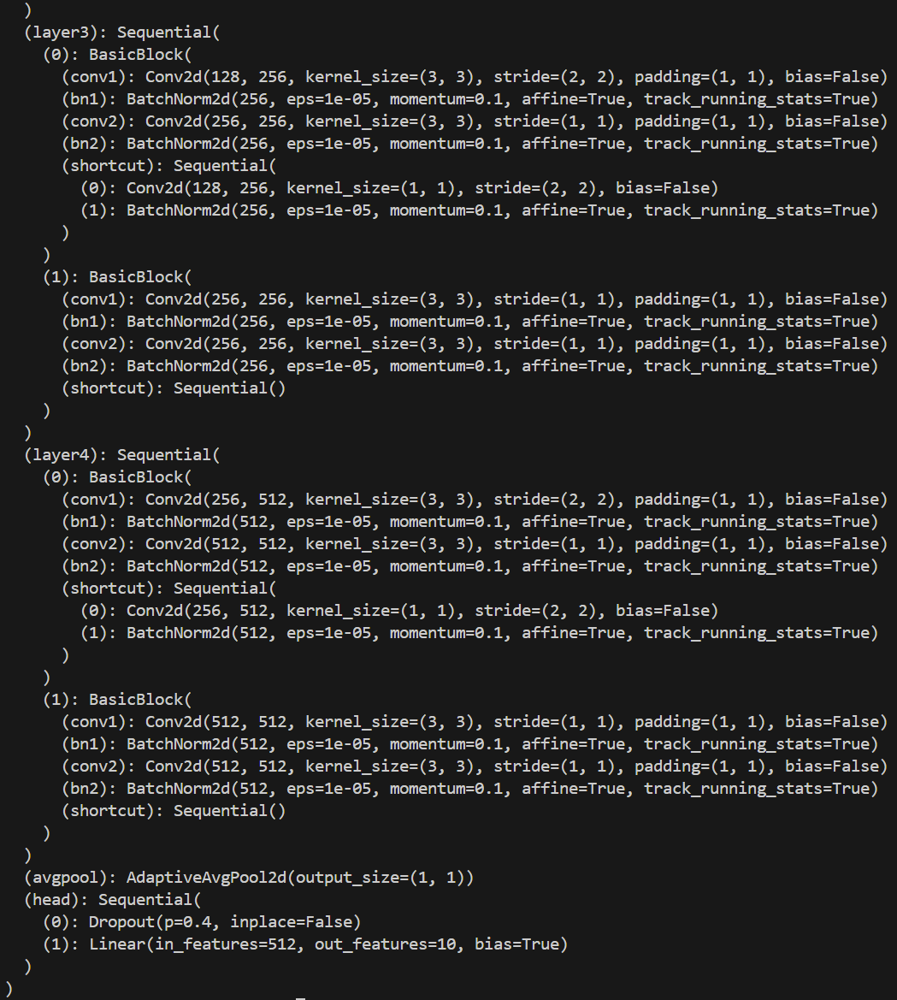 )
  (layer3): Sequential(
    (0): BasicBlock(
      (conv1): Conv2d(128, 256, kernel_size=(3, 3), stride=(2, 2), padding=(1, 1), bias=False)
      (bn1): BatchNorm2d(256, eps=1e-05, momentum=0.1, affine=True, track_running_stats=True)
      (conv2): Conv2d(256, 256, kernel_size=(3, 3), stride=(1, 1), padding=(1, 1), bias=False)
      (bn2): BatchNorm2d(256, eps=1e-05, momentum=0.1, affine=True, track_running_stats=True)
      (shortcut): Sequential(
        (0): Conv2d(128, 256, kernel_size=(1, 1), stride=(2, 2), bias=False)
        (1): BatchNorm2d(256, eps=1e-05, momentum=0.1, affine=True, track_running_stats=True)
      )
    )
    (1): BasicBlock(
      (conv1): Conv2d(256, 256, kernel_size=(3, 3), stride=(1, 1), padding=(1, 1), bias=False)
      (bn1): BatchNorm2d(256, eps=1e-05, momentum=0.1, affine=True, track_running_stats=True)
      (conv2): Conv2d(256, 256, kernel_size=(3, 3), stride=(1, 1), padding=(1, 1), bias=False)
      (bn2): BatchNorm2d(256, eps=1e-05, momentum=0.1, affine=True, track_running_stats=True)
      (shortcut): Sequential()
    )
  )
  (layer4): Sequential(
    (0): BasicBlock(
      (conv1): Conv2d(256, 512, kernel_size=(3, 3), stride=(2, 2), padding=(1, 1), bias=False)
      (bn1): BatchNorm2d(512, eps=1e-05, momentum=0.1, affine=True, track_running_stats=True)
      (conv2): Conv2d(512, 512, kernel_size=(3, 3), stride=(1, 1), padding=(1, 1), bias=False)
      (bn2): BatchNorm2d(512, eps=1e-05, momentum=0.1, affine=True, track_running_stats=True)
      (shortcut): Sequential(
        (0): Conv2d(256, 512, kernel_size=(1, 1), stride=(2, 2), bias=False)
        (1): BatchNorm2d(512, eps=1e-05, momentum=0.1, affine=True, track_running_stats=True)
      )
    )
    (1): BasicBlock(
      (conv1): Conv2d(512, 512, kernel_size=(3, 3), stride=(1, 1), padding=(1, 1), bias=False)
      (bn1): BatchNorm2d(512, eps=1e-05, momentum=0.1, affine=True, track_running_stats=True)
      (conv2): Conv2d(512, 512, kernel_size=(3, 3), stride=(1, 1), padding=(1, 1), bias=False)
      (bn2): BatchNorm2d(512, eps=1e-05, momentum=0.1, affine=True, track_running_stats=True)
      (shortcut): Sequential()
    )
  )
  (avgpool): AdaptiveAvgPool2d(output_size=(1, 1))
  (head): Sequential(
    (0): Dropout(p=0.4, inplace=False)
    (1): Linear(in_features=512, out_features=10, bias=True)
  )
)